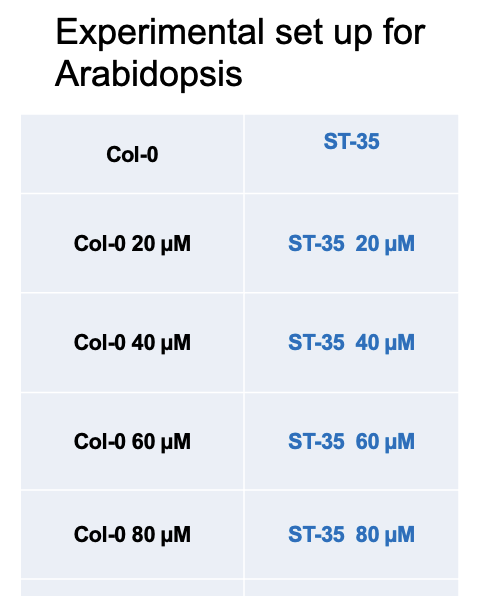 Experimental set up for
Arabidopsis
Col-0
ST-35
Col-0 20 µM
ST-35 20 µM
Col-0 40 µM
ST-35 40 µM
Col-0 60 µM
ST-35 60 µM
Col-0 80 µM
ST-35 80 µM